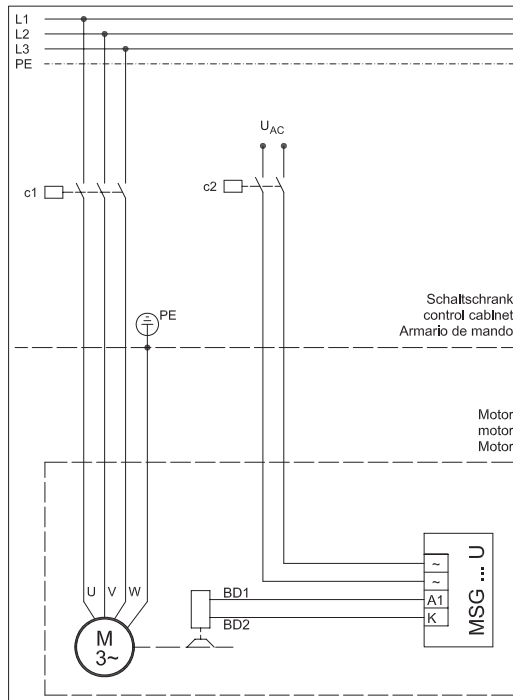 L1
L2
L3
PE
U_AC
c1
c2
PE
Schaltschrank
control cabinet
Armario de mando
Motor
motor
Motor
U V W
BD1
BD2
~
~
A1
K
MSG ... U
M
3~